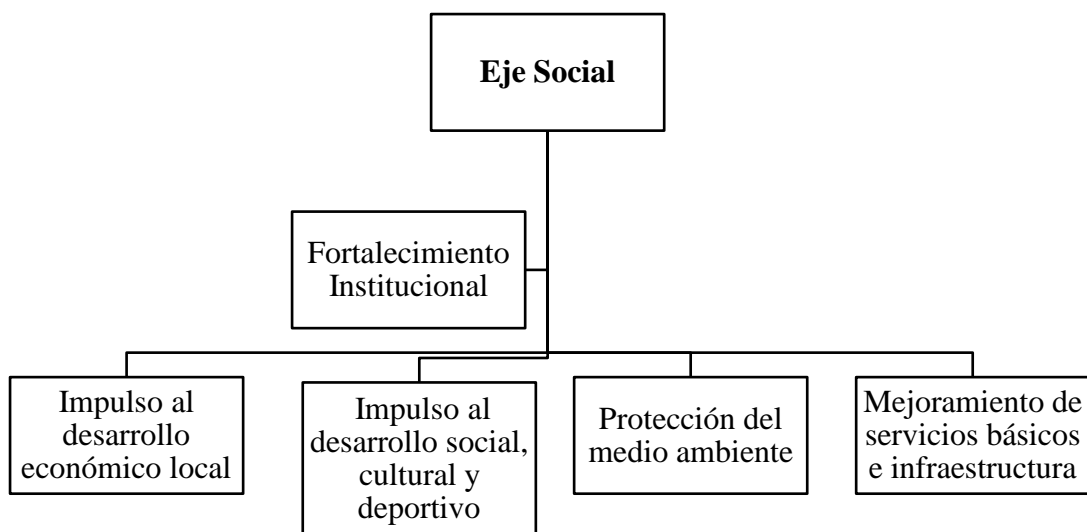 Eje Social
Fortalecimiento
Institucional
Impulso al
desarrollo
económico local
Impulso al
desarrollo social,
cultural y
deportivo
Protección del
medio ambiente
Mejoramiento de
servicios básicos
e infraestructura